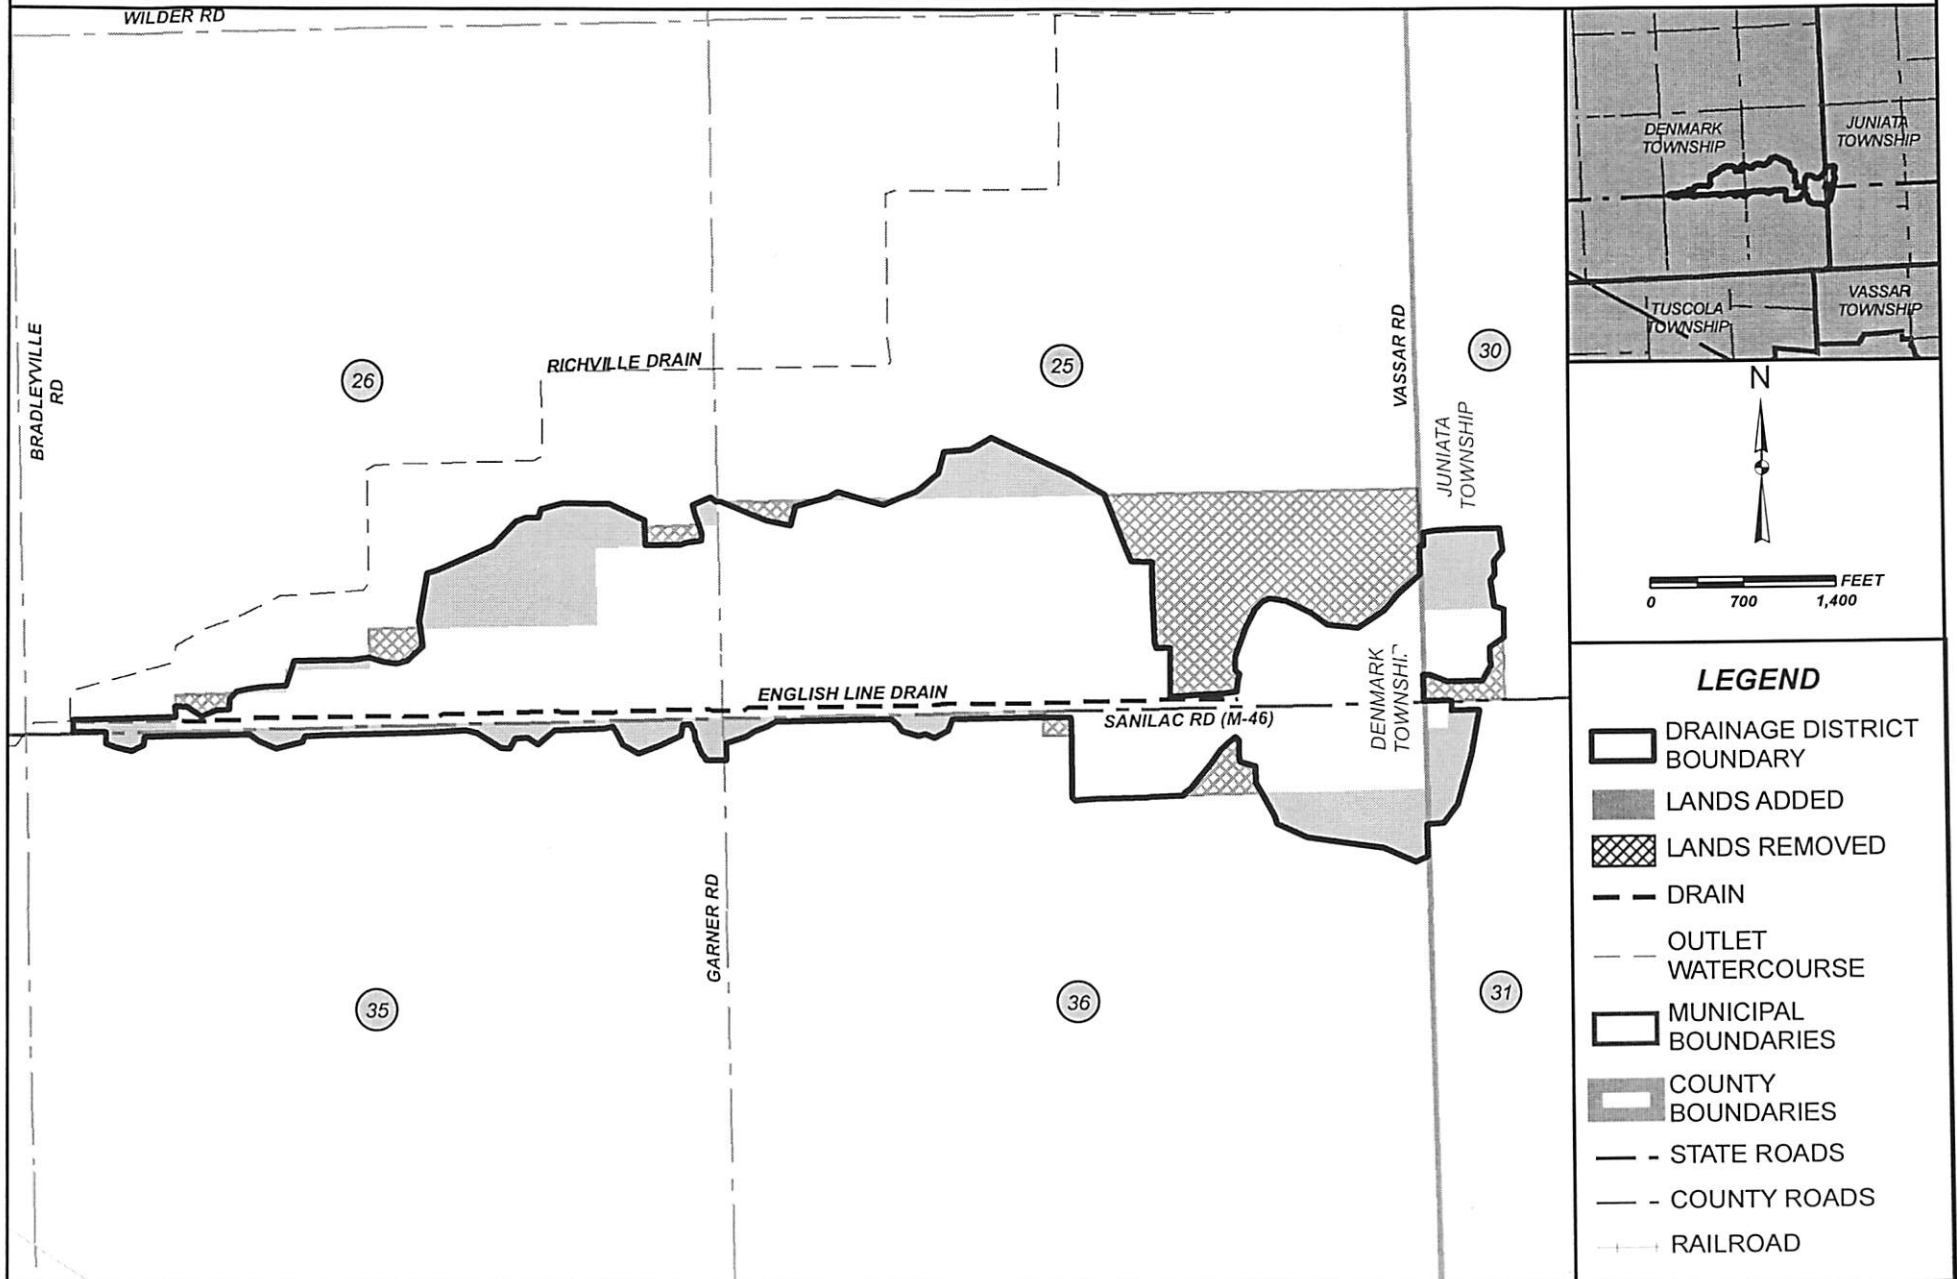 WILDER RD
BRADLEYVILLE
RD
26
RICHVILLE DRAIN
25
VASSAR RD
30
JUNIATA
TOWNSHIP
ENGLISH LINE DRAIN
SANILAC RD (M-46)
DENMARK
TOWNSHIP
GARNER RD
35
36
31
DENMARK
TOWNSHIP
JUNIATA
TOWNSHIP
TUSCOLA
TOWNSHIP
VASSAR
TOWNSHIP
N
FEET
0 700 1,400
LEGEND
DRAINAGE DISTRICT
BOUNDARY
LANDS ADDED
LANDS REMOVED
DRAIN
OUTLET
WATERCOURSE
MUNICIPAL
BOUNDARIES
COUNTY
BOUNDARIES
STATE ROADS
COUNTY ROADS
RAILROAD